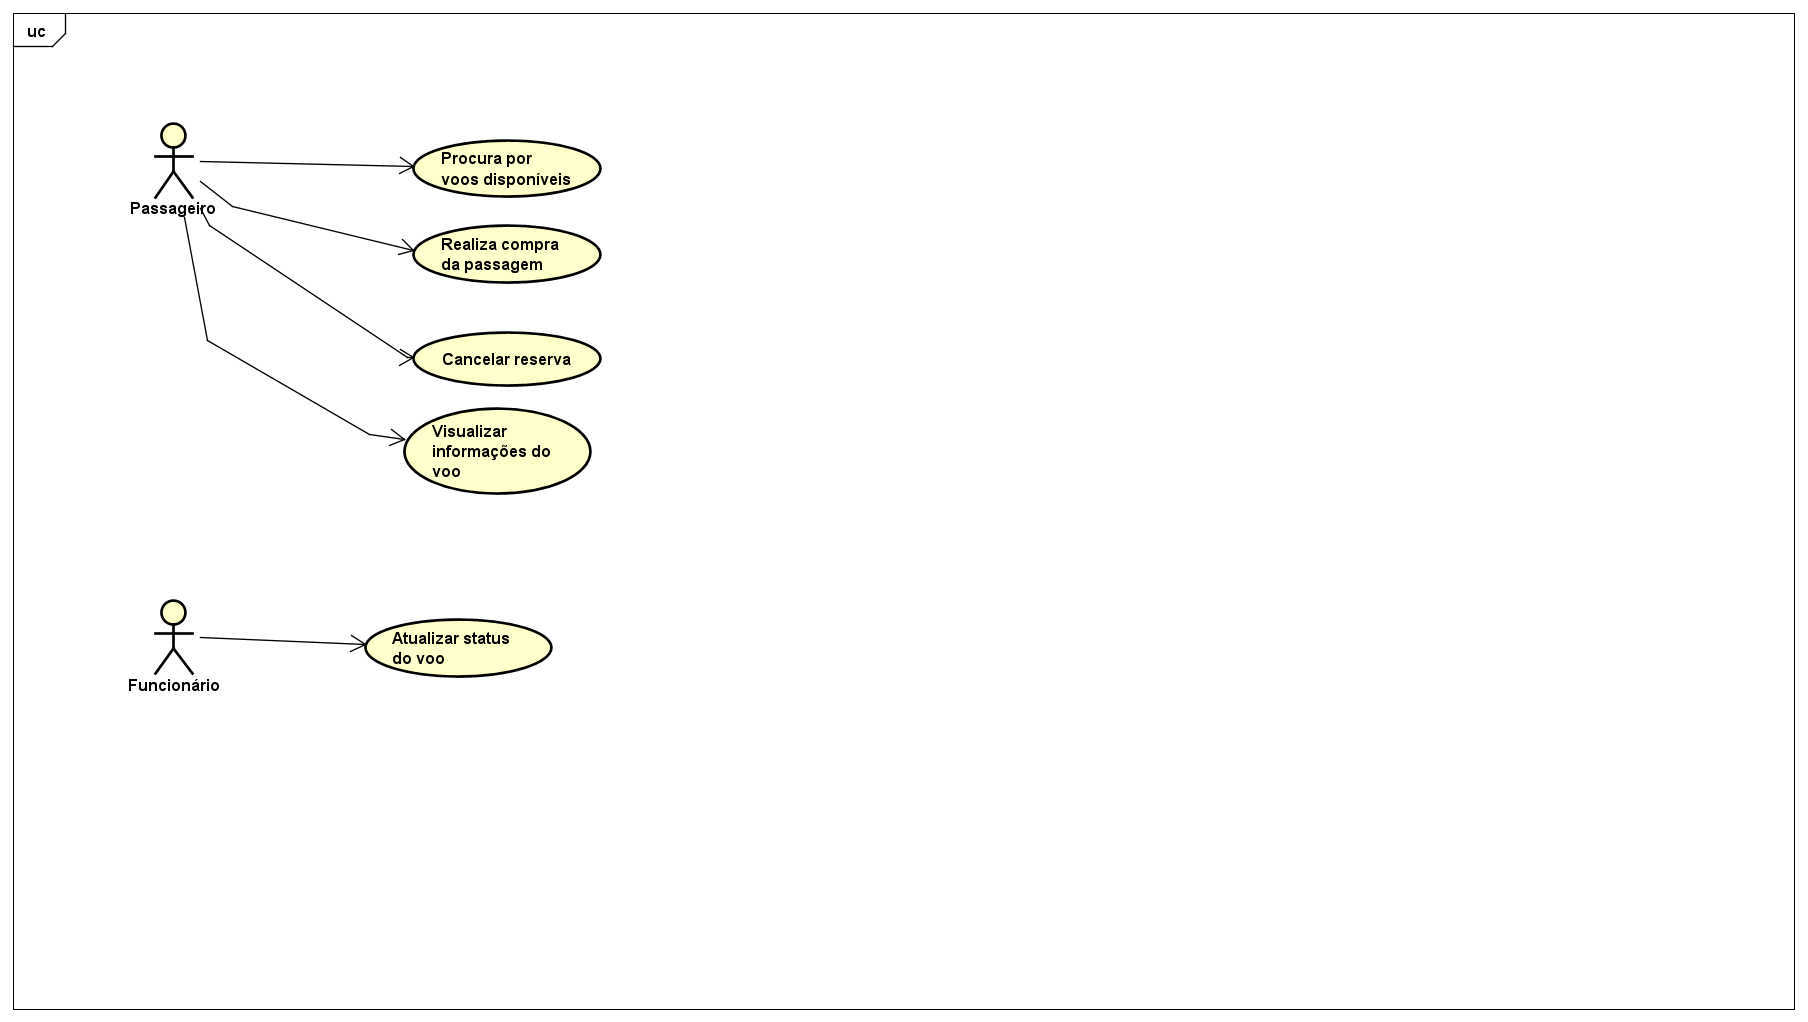 uc
Passageiro
Procura por
voos disponíveis
Realiza compra
da passagem
Cancelar reserva
Visualizar
informações do
voo
Funcionário
Atualizar status
do voo